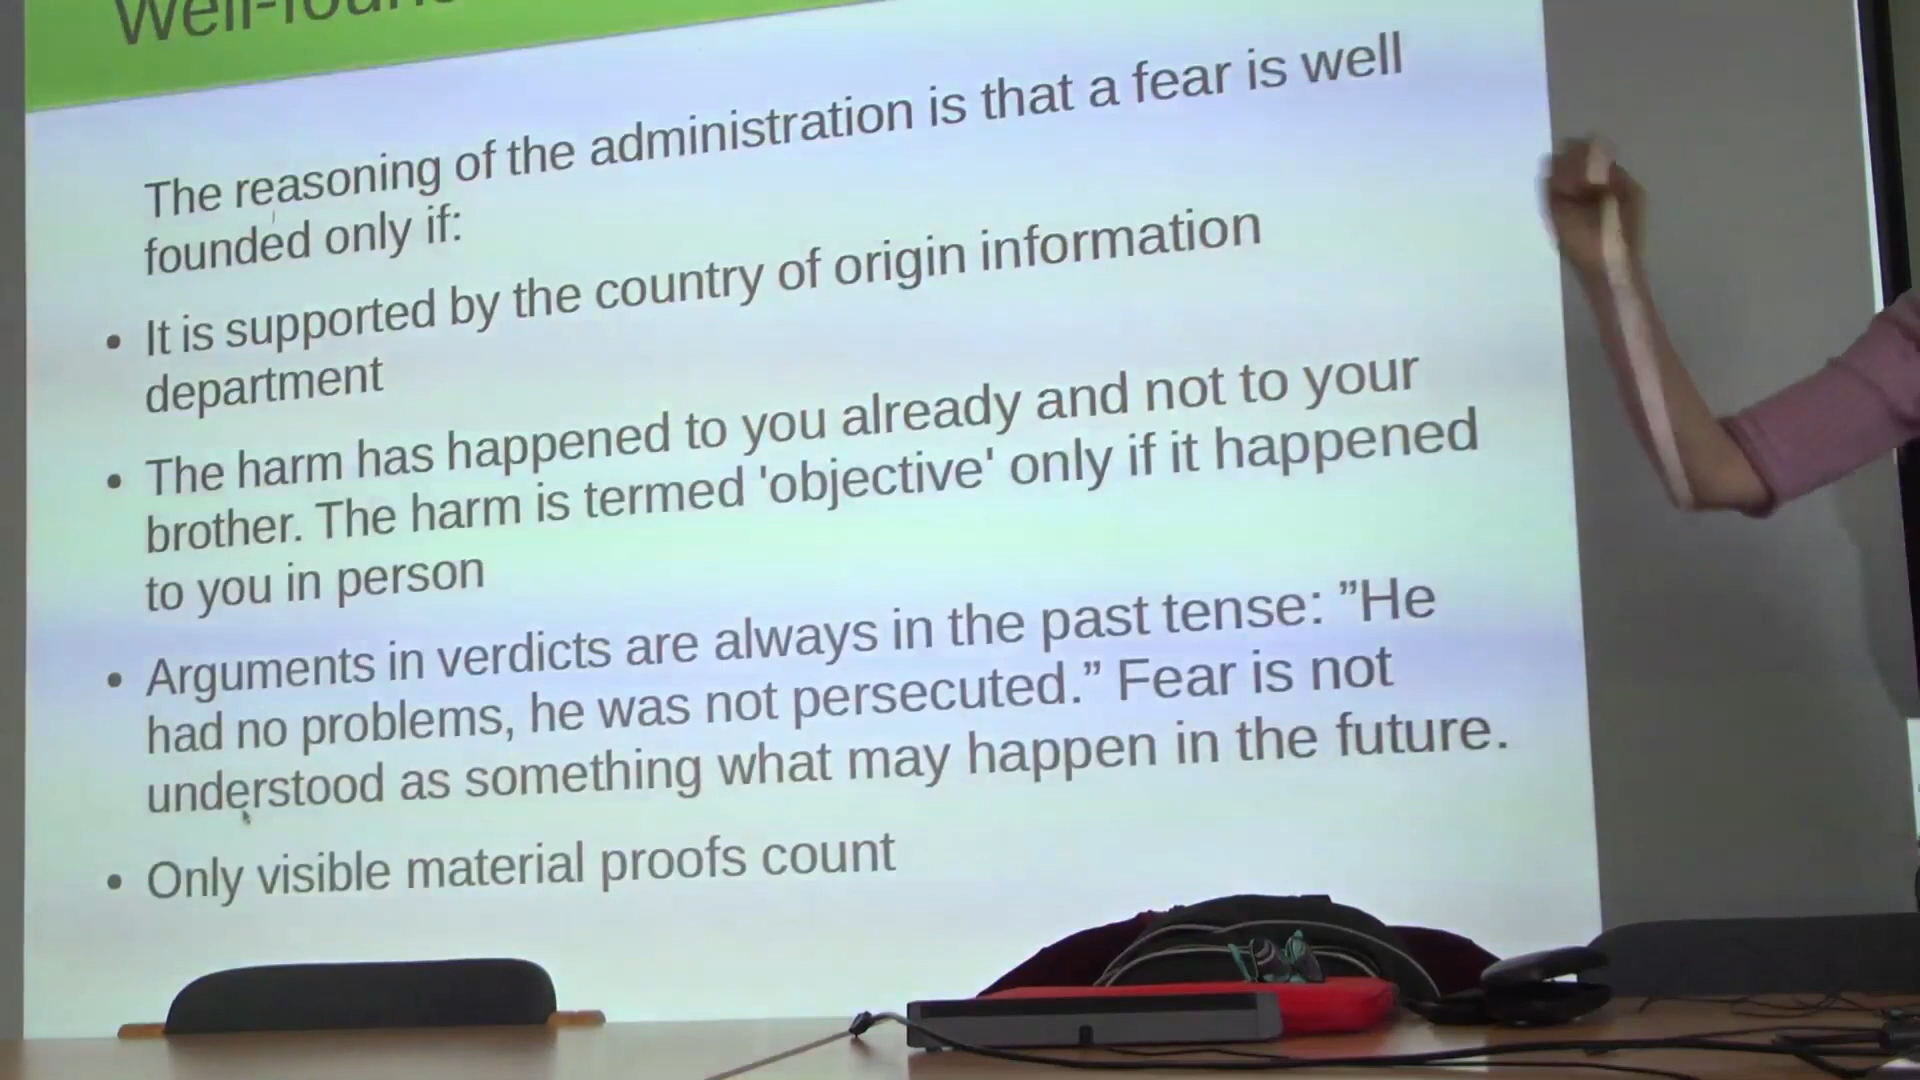 The reasoning of the administration is that a fear is well
founded only if:
• It is supported by the country of origin information
department
• The harm has happened to you already and not to your
brother. The harm is termed 'objective' only if it happened
to you in person
• Arguments in verdicts are always in the past tense: ”He
had no problems, he was not persecuted.” Fear is not
understood as something what may happen in the future.
• Only visible material proofs count